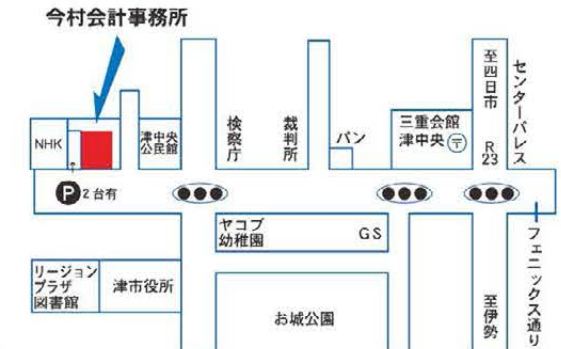 今村会計事務所
NHK
津中央
公民館
検察庁
裁判所
パン
三重会館
津中央〒
至四日市
R23
センターパレス
P2台有
ヤコブ
幼稚園
GS
フェニックス通り
リージョン
プラザ
図書館
津市役所
お城公園
至伊勢